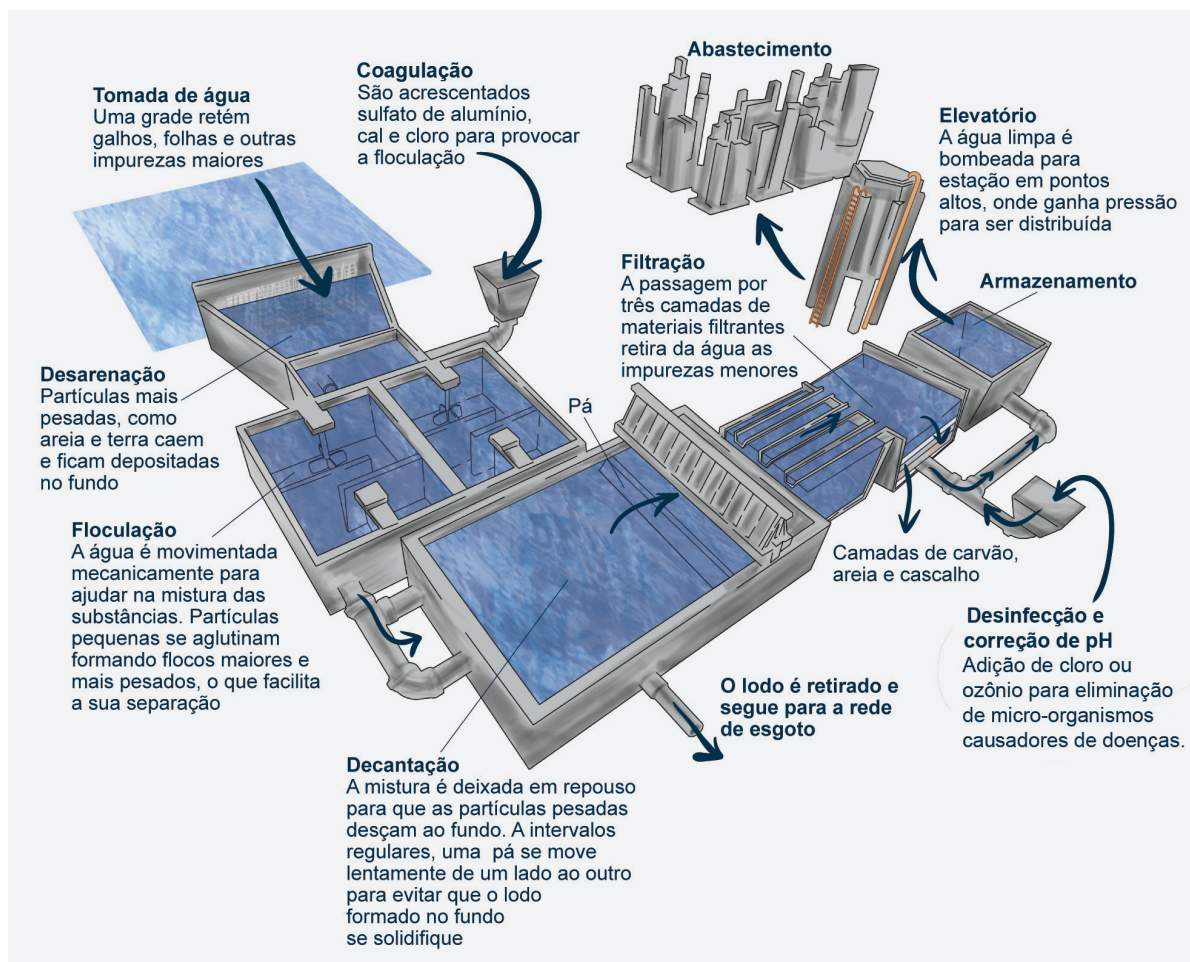 Tomada de água
Uma grade retém
galhos, folhas e outras
impurezas maiores
Coagulação
São acrescentados
sulfato de alumínio,
cal e cloro para provocar
a floculação
Abastecimento
Elevatório
A água limpa é
bombeada para
estação em pontos
altos, onde ganha pressão
para ser distribuída
Filtração
A passagem por
três camadas de
materiais filtrantes
retira da água as
impurezas menores
Armazenamento
Desarenação
Partículas mais
pesadas, como
areia e terra caem
e ficam depositadas
no fundo
Pá
Floculação
A água é movimentada
mecanicamente para
ajudar na mistura das
substâncias. Partículas
pequenas se aglutinam
formando flocos maiores e
mais pesados, o que facilita
a sua separação
Camadas de carvão,
areia e cascalho
Desinfecção e
correção de pH
Adição de cloro ou
ozônio para eliminação
de micro-organismos
causadores de doenças.
O lodo é retirado e
segue para a rede
de esgoto
Decantação
A mistura é deixada em repouso
para que as partículas pesadas
desçam ao fundo. A intervalos
regulares, uma pá se move
lentamente de um lado ao outro
para evitar que o lodo
formado no fundo
se solidifique